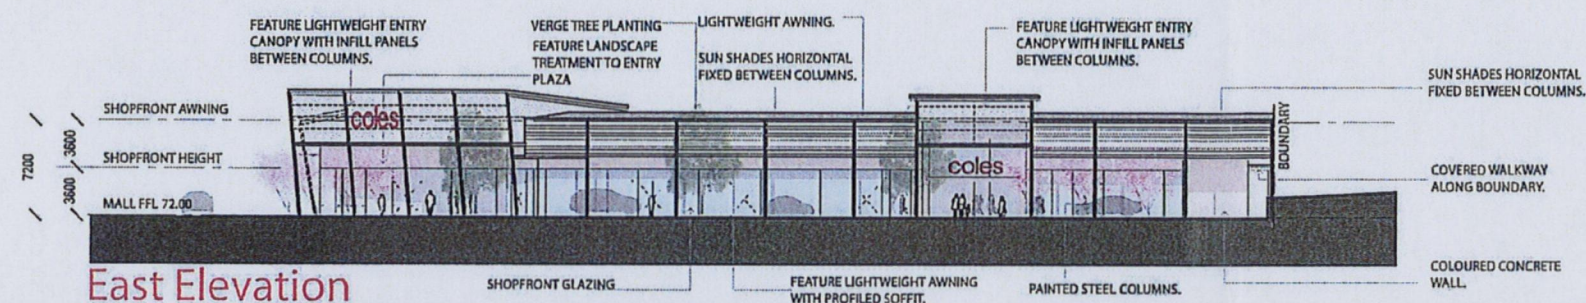 FEATURE LIGHTWEIGHT ENTRY
CANOPY WITH INFILL PANELS
BETWEEN COLUMNS.
VERGE TREE PLANTING
FEATURE LANDSCAPE
TREATMENT TO ENTRY
PLAZA
LIGHTWEIGHT AWNING.
SUN SHADES HORIZONTAL
FIXED BETWEEN COLUMNS.
FEATURE LIGHTWEIGHT ENTRY
CANOPY WITH INFILL PANELS
BETWEEN COLUMNS.
SUN SHADES HORIZONTAL
FIXED BETWEEN COLUMNS.
SHOPFRONT AWNING
coles
BOUNDARY
7200
3600
SHOPFRONT HEIGHT
coles
COVERED WALKWAY
ALONG BOUNDARY.
3600
MALL FFL 72.00
East Elevation
SHOPFRONT GLAZING
FEATURE LIGHTWEIGHT AWNING
WITH PROFILED SOFFIT.
PAINTED STEEL COLUMNS.
COLOURED CONCRETE
WALL.